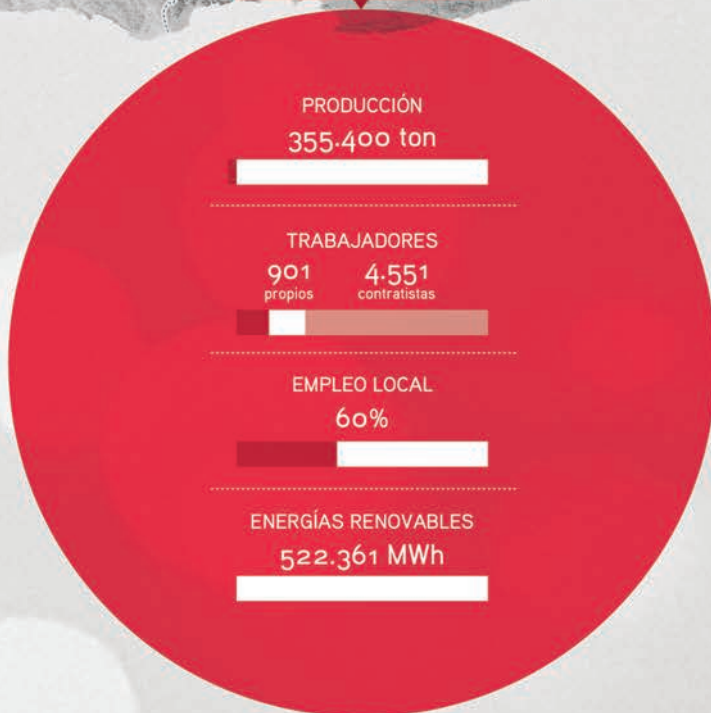 PRODUCCIÓN
355.400 ton
TRABAJADORES
901 4.551
propios contratistas
EMPLEO LOCAL
60%
ENERGÍAS RENOVABLES
522.361 MWh